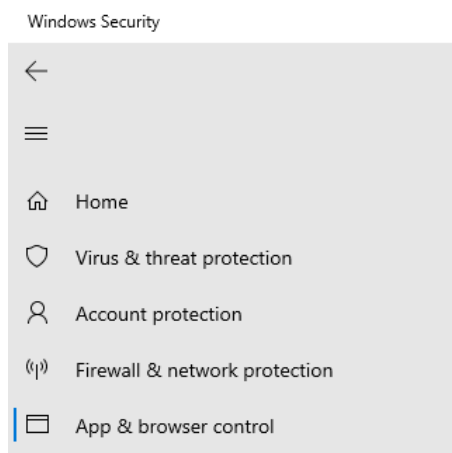 Windows Security
Home
Virus & threat protection
Account protection
Firewall & network protection
App & browser control